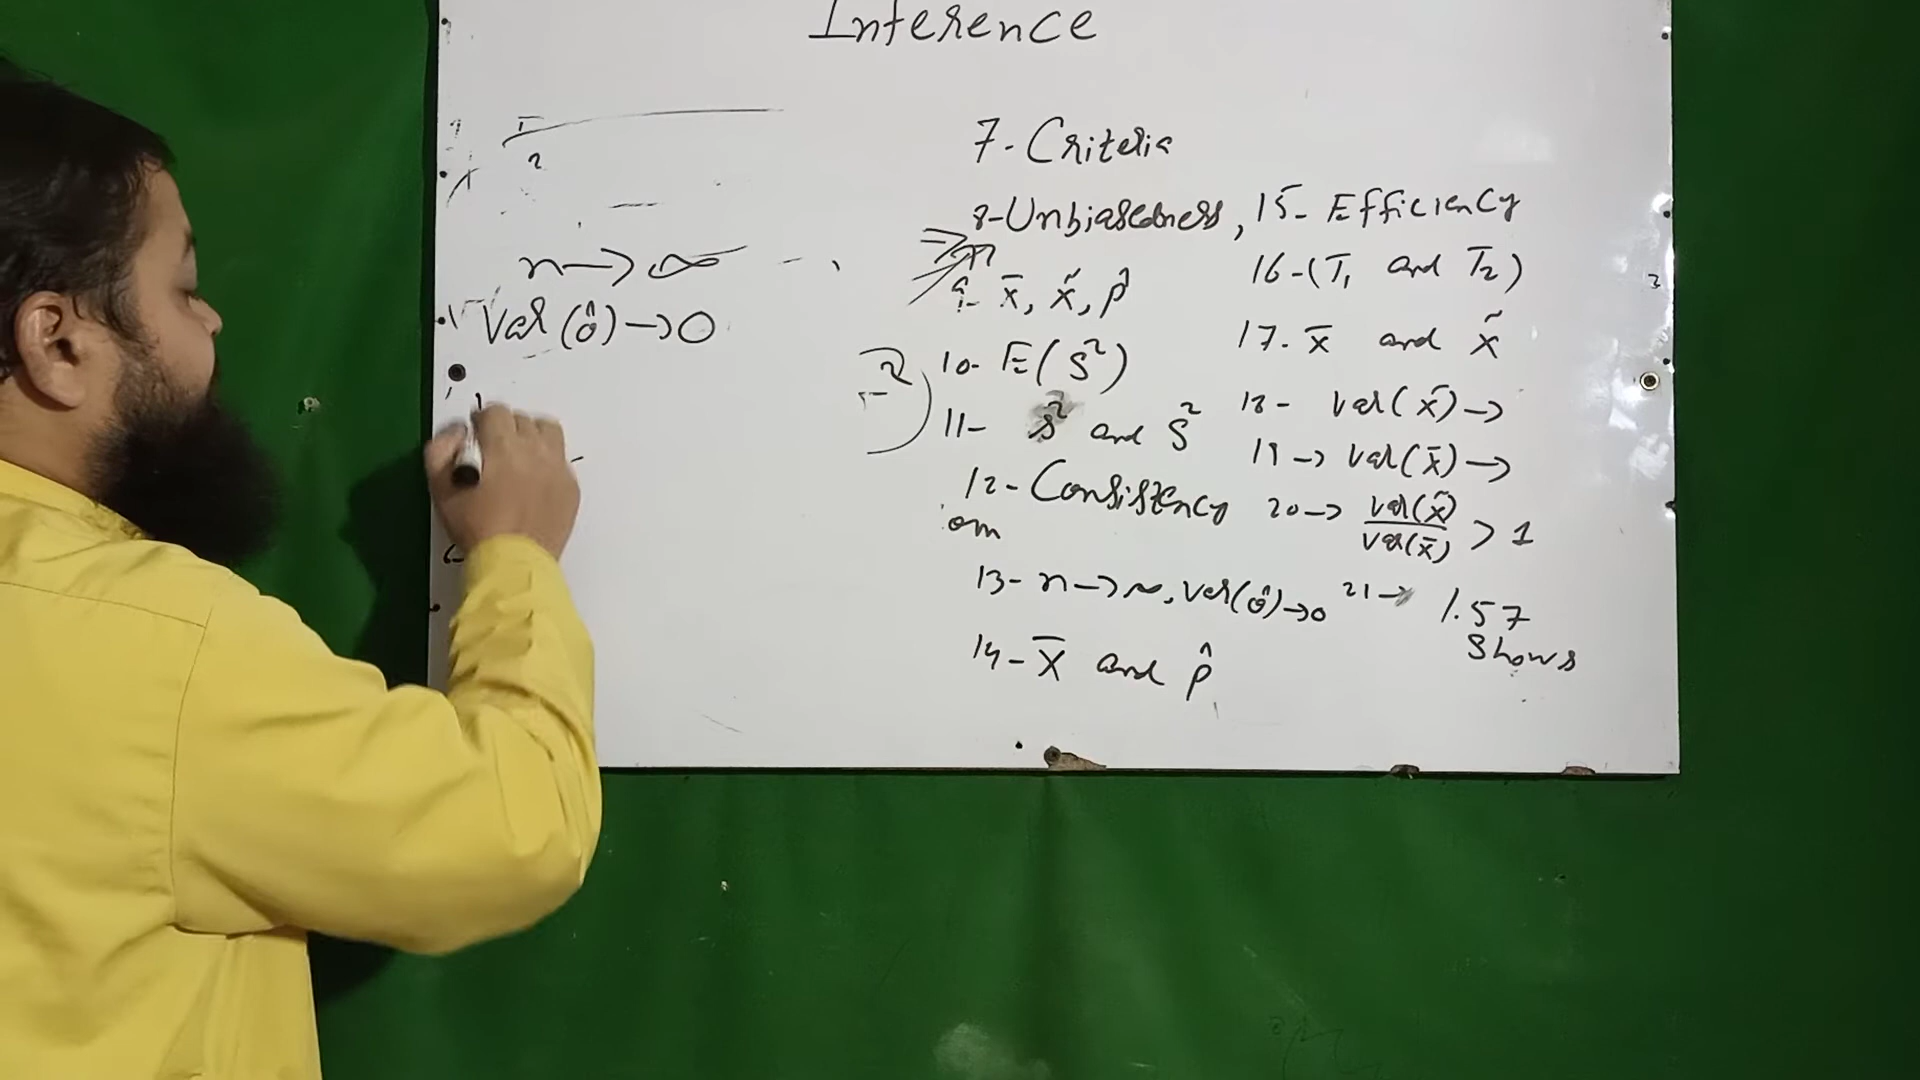 Inference
n → ∞
Var(θ̂) → 0
7- Criteria
8- Unbiasedness,
9- x̄, x̃, p̂
10- E(S²)
11- s² and S²
12- Consistency
13- n → ∞, Var(θ̂) → 0
14- X̄ and p̂
15- Efficiency
16- (T₁ and T₂)
17. x̄ and x̃
18- Var(x̃) →
19 → Var(x̄) →
20 → Var(x̃)/Var(x̄) > 1
21 → 1.57
Shows